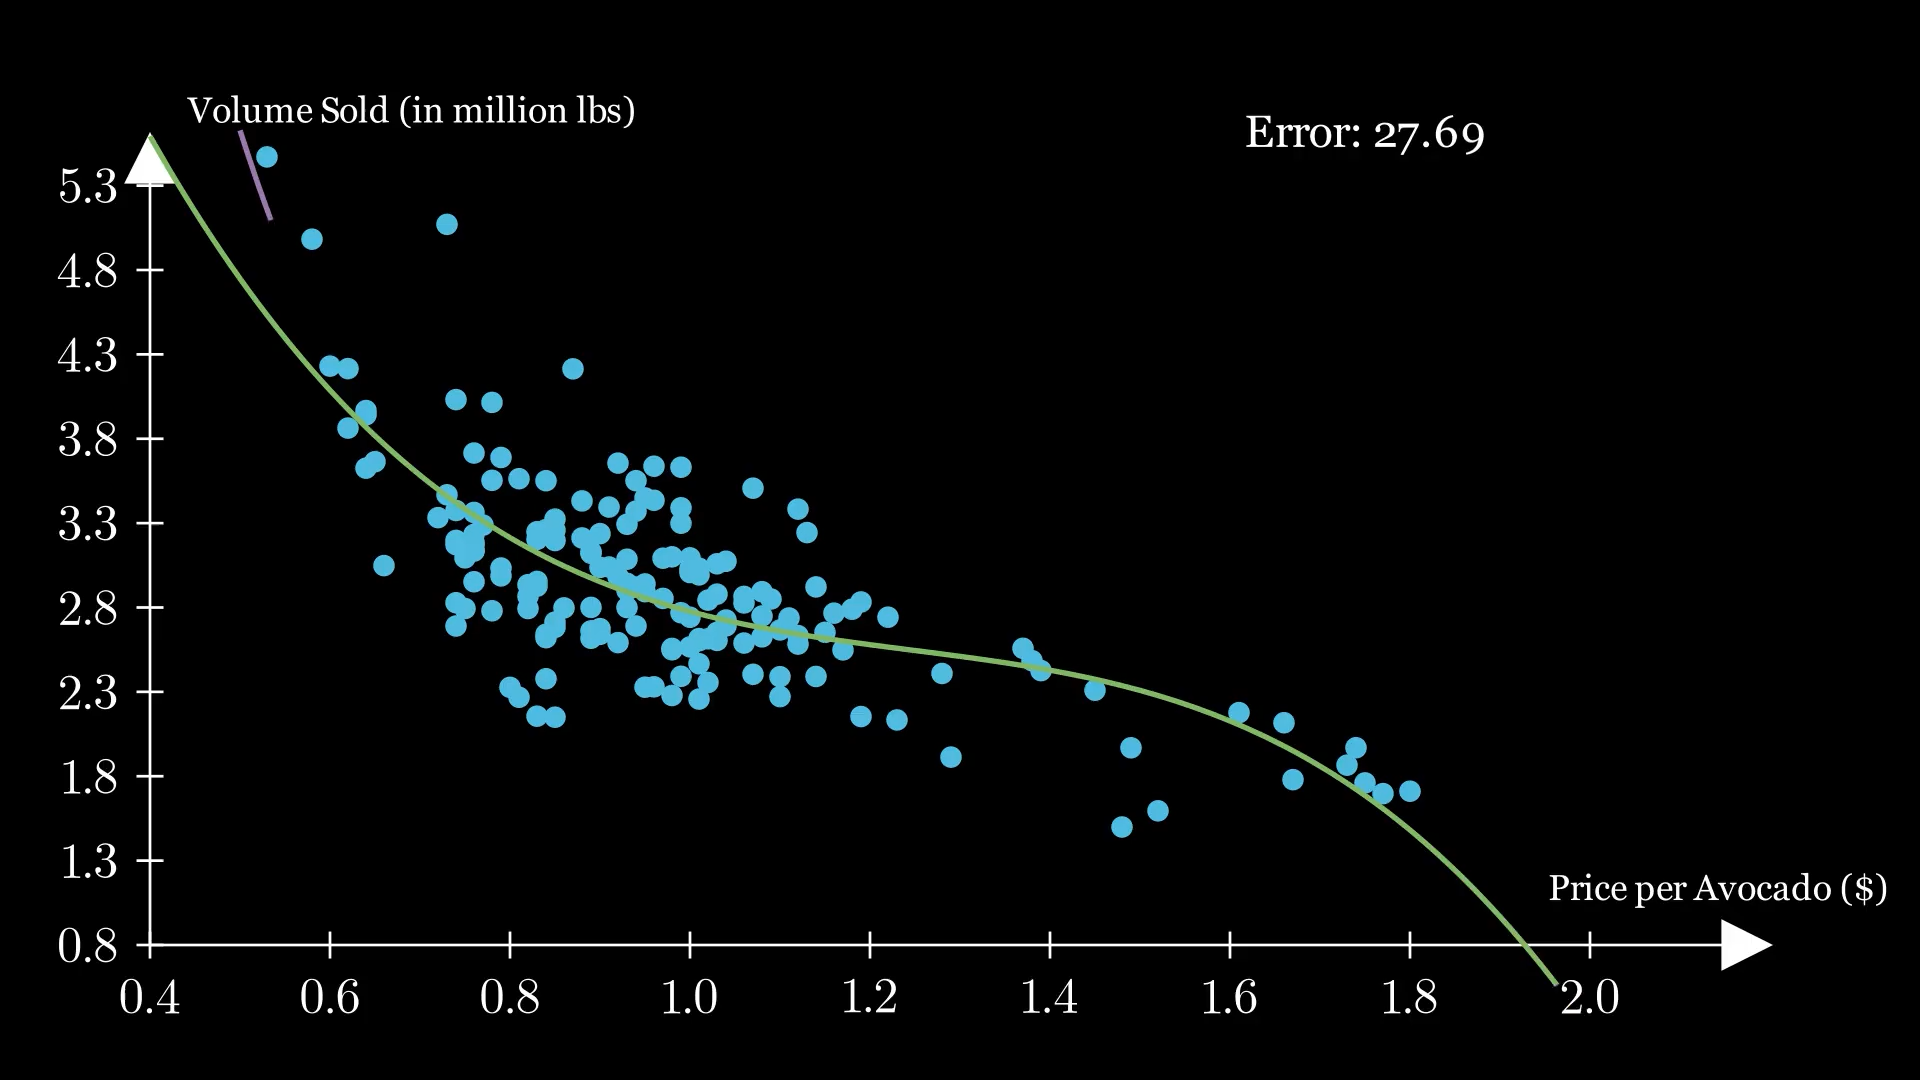 Volume Sold (in million lbs)
Error: 27.69
5.3
4.8
4.3
3.8
3.3
2.8
2.3
1.8
1.3
Price per Avocado ($)
0.8
0.4 0.6 0.8 1.0 1.2 1.4 1.6 1.8 2.0